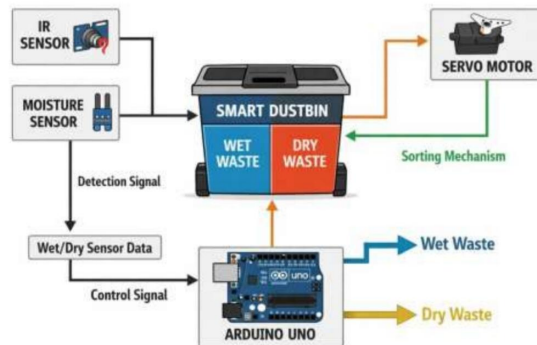 IR
SENSOR
MOISTURE
SENSOR
SMART DUSTBIN
WET
WASTE
DRY
WASTE
SERVO MOTOR
Sorting Mechanism
Detection Signal
Wet/Dry Sensor Data
Control Signal
UNO
ARDUINO UNO
Wet Waste
Dry Waste